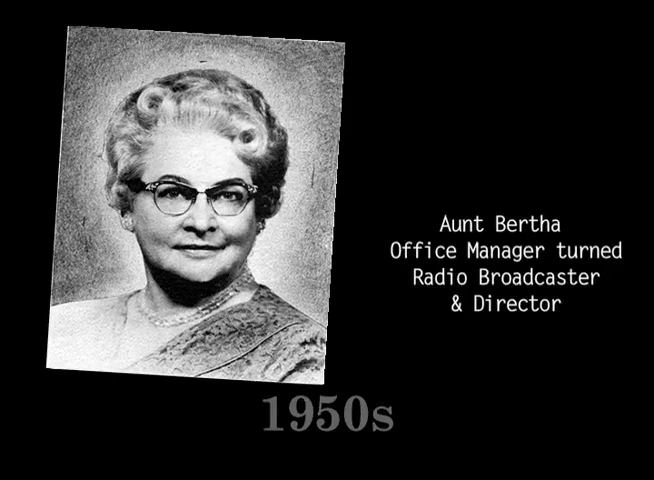 Aunt Bertha
Office Manager turned
Radio Broadcaster
& Director
1950s